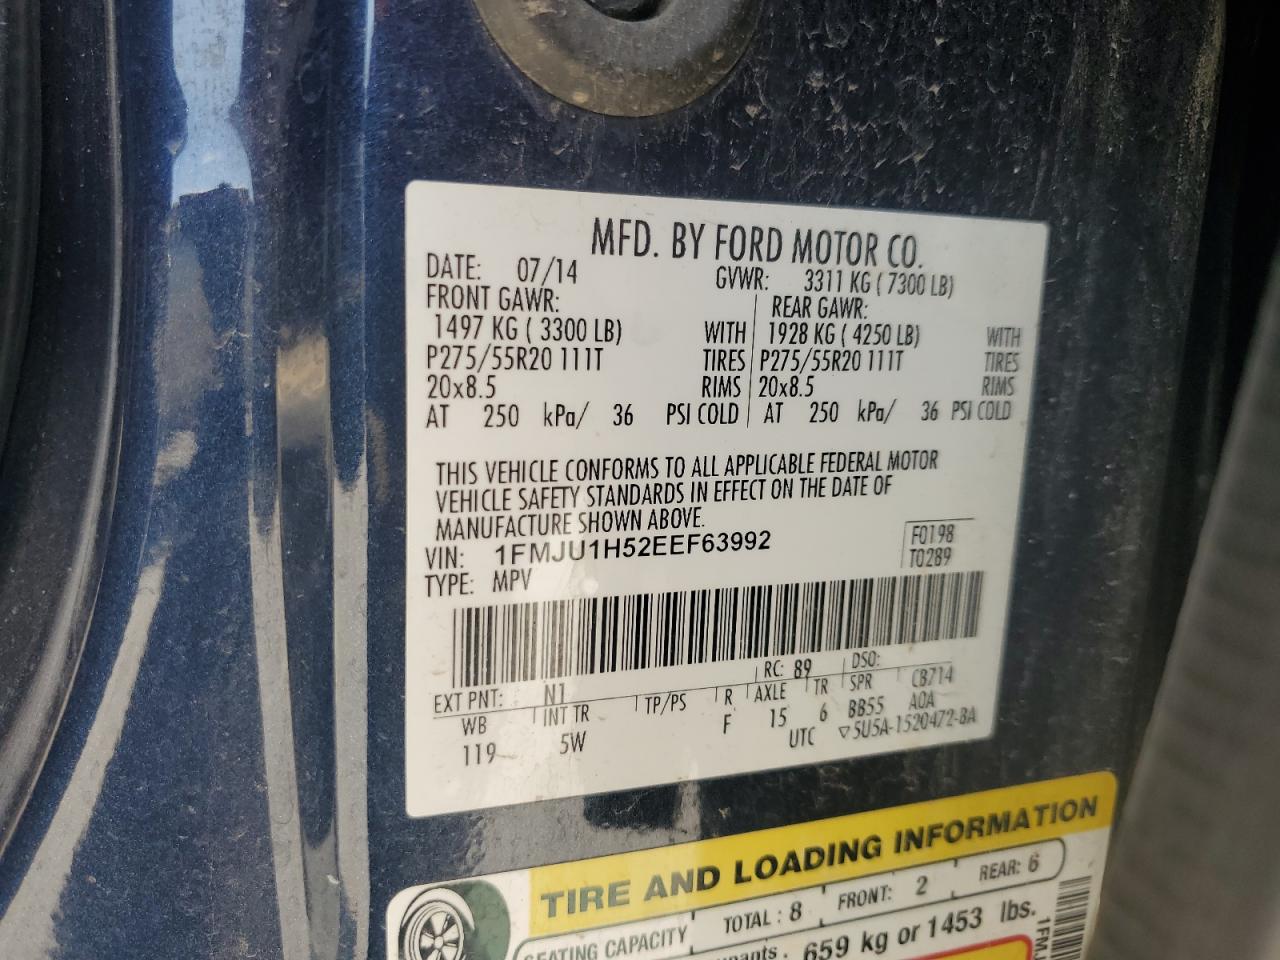 MFD. BY FORD MOTOR CO.
DATE: 07/14 GVWR: 3311 KG ( 7300 LB)
FRONT GAWR: REAR GAWR:
1497 KG ( 3300 LB) WITH 1928 KG ( 4250 LB) WITH
P275/55R20 111T TIRES P275/55R20 111T TIRES
20x8.5 RIMS 20x8.5 RIMS
AT 250 kPa/ 36 PSI COLD AT 250 kPa/ 36 PSI COLD
THIS VEHICLE CONFORMS TO ALL APPLICABLE FEDERAL MOTOR
VEHICLE SAFETY STANDARDS IN EFFECT ON THE DATE OF
MANUFACTURE SHOWN ABOVE.
VIN: 1FMJU1H52EEF63992 F0198
TYPE: MPV T0289
EXT PNT: N1 RC: 89 DSO:
WB INT TR TP/PS R AXLE TR SPR CB714
119 5W F 15 6 BB55 AOA
UTC ▽5U5A-1520472-BA
TIRE AND LOADING INFORMATION
SEATING CAPACITY TOTAL : 8 FRONT: 2 REAR: 6
659 kg or 1453 lbs.